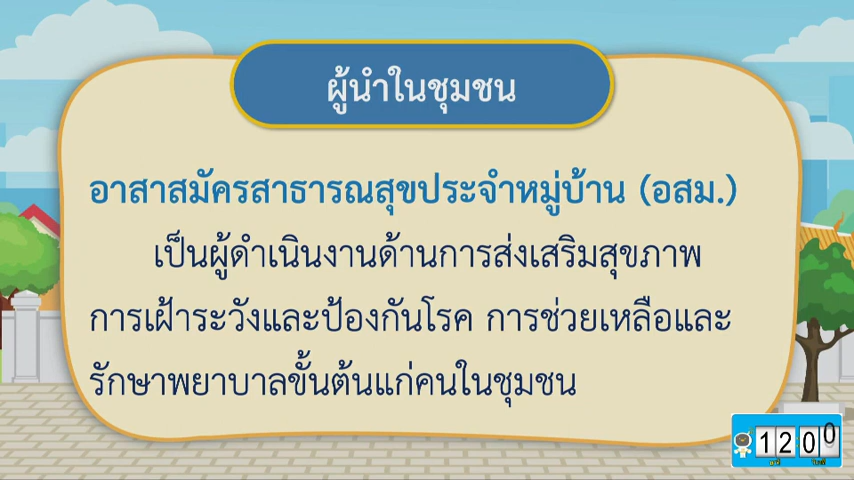 ผู้นำในชุมชน
อาสาสมัครสาธารณสุขประจำหมู่บ้าน (อสม.)
เป็นผู้ดำเนินงานด้านการส่งเสริมสุขภาพ
การเฝ้าระวังและป้องกันโรค การช่วยเหลือและ
รักษาพยาบาลขั้นต้นแก่คนในชุมชน
12 00